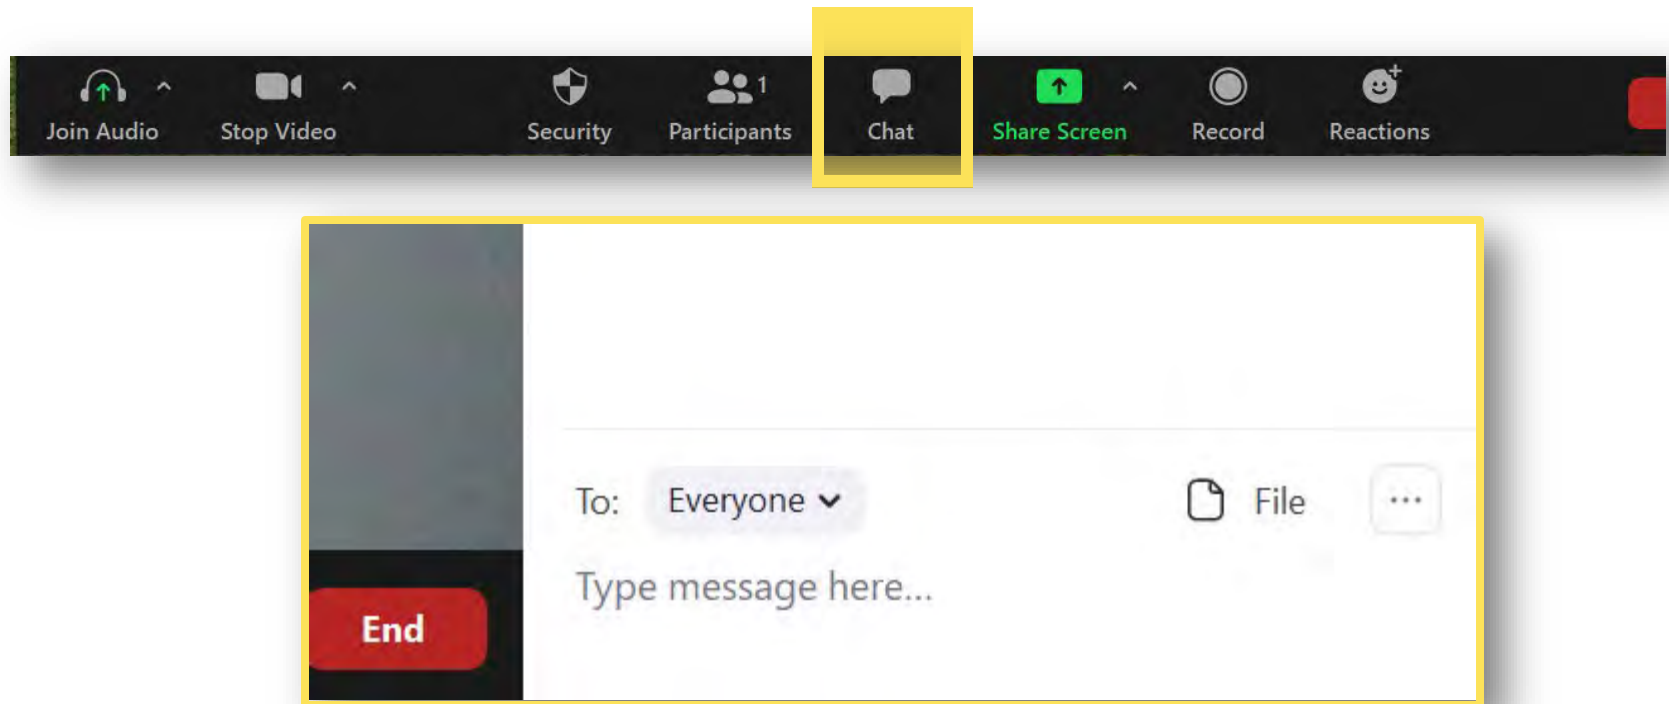 1
Join Audio Stop Video Security Participants Chat Share Screen Record Reactions
To: Everyone File ...
Type message here...
End